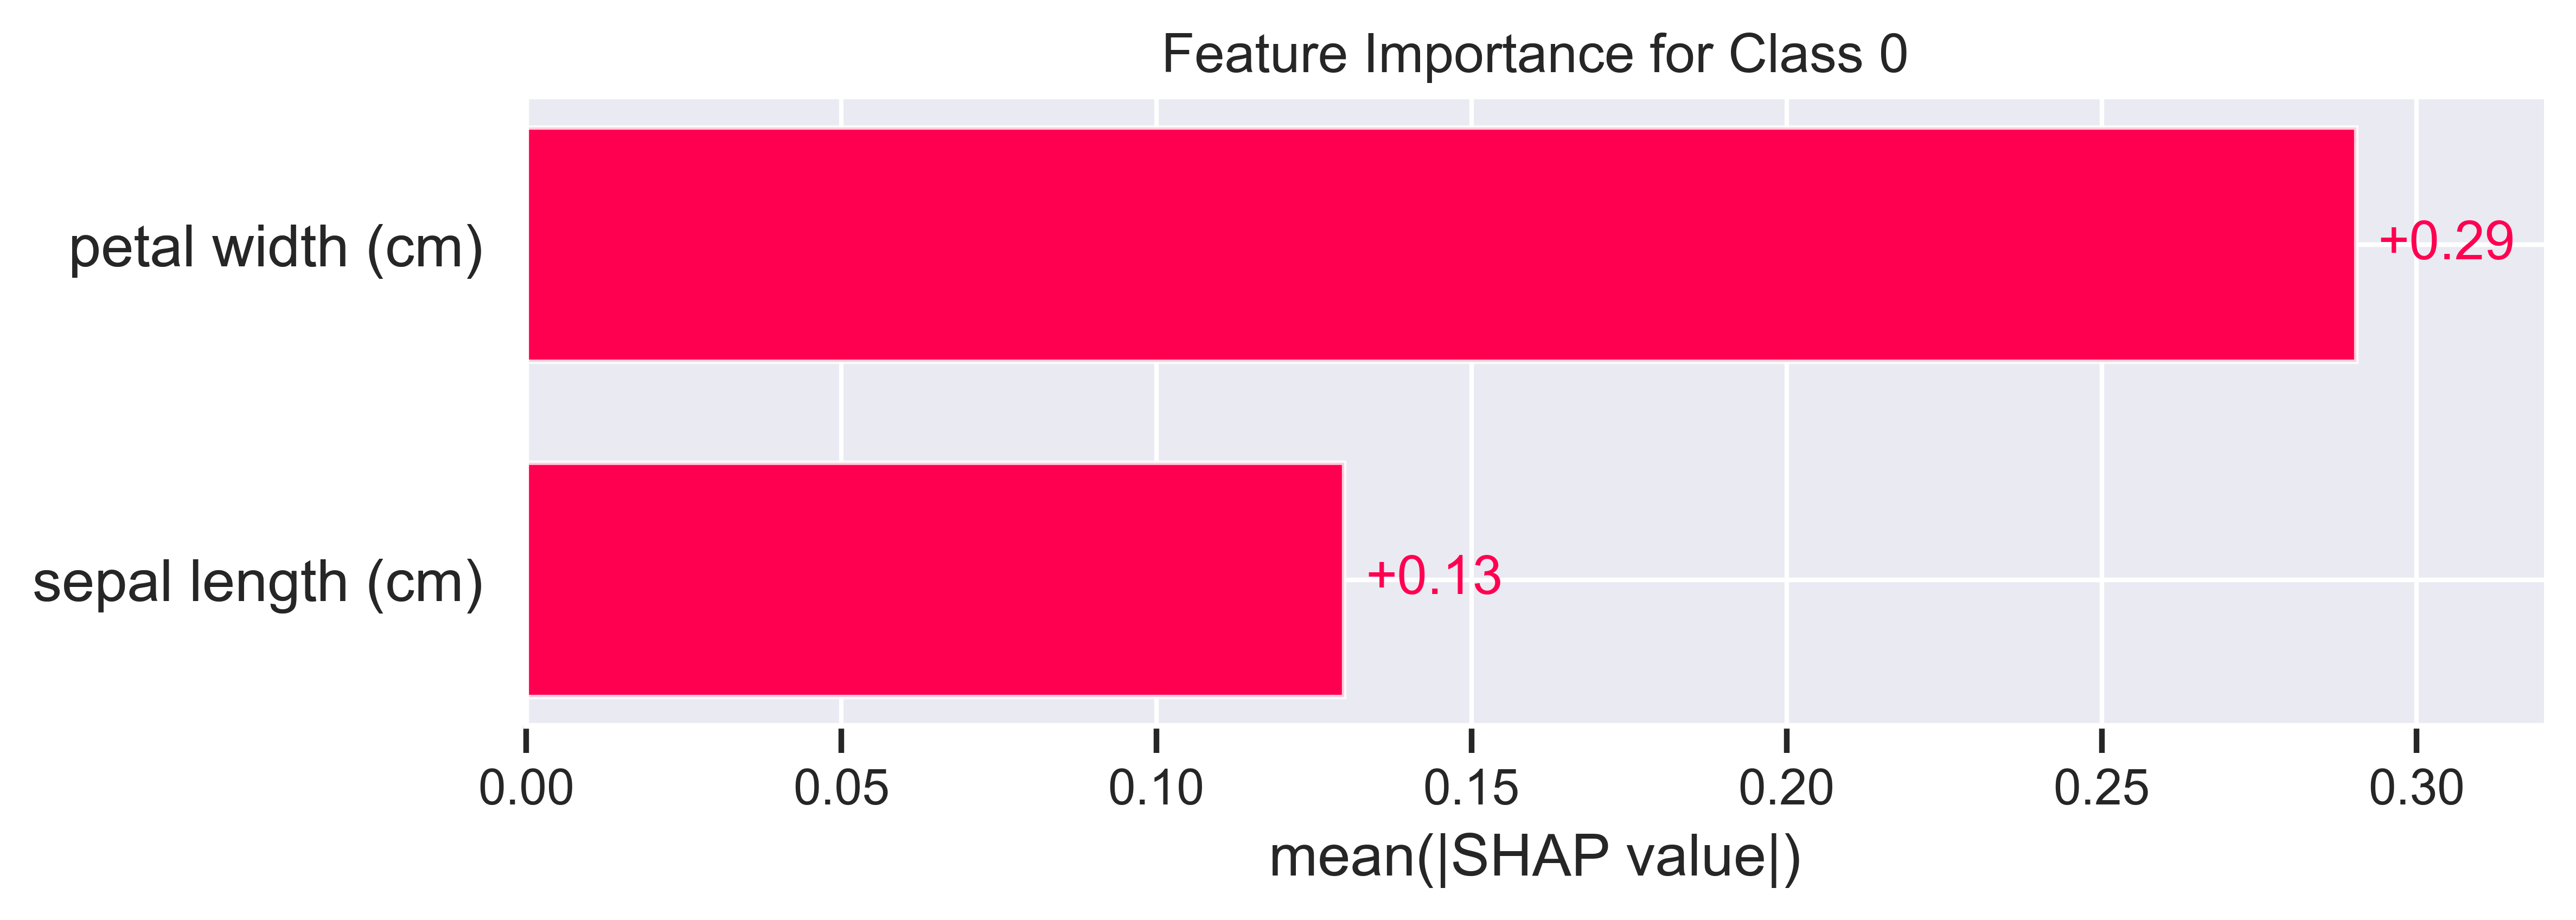 Feature Importance for Class 0
petal width (cm)
+0.29
sepal length (cm)
+0.13
0.00 0.05 0.10 0.15 0.20 0.25 0.30
mean(|SHAP value|)